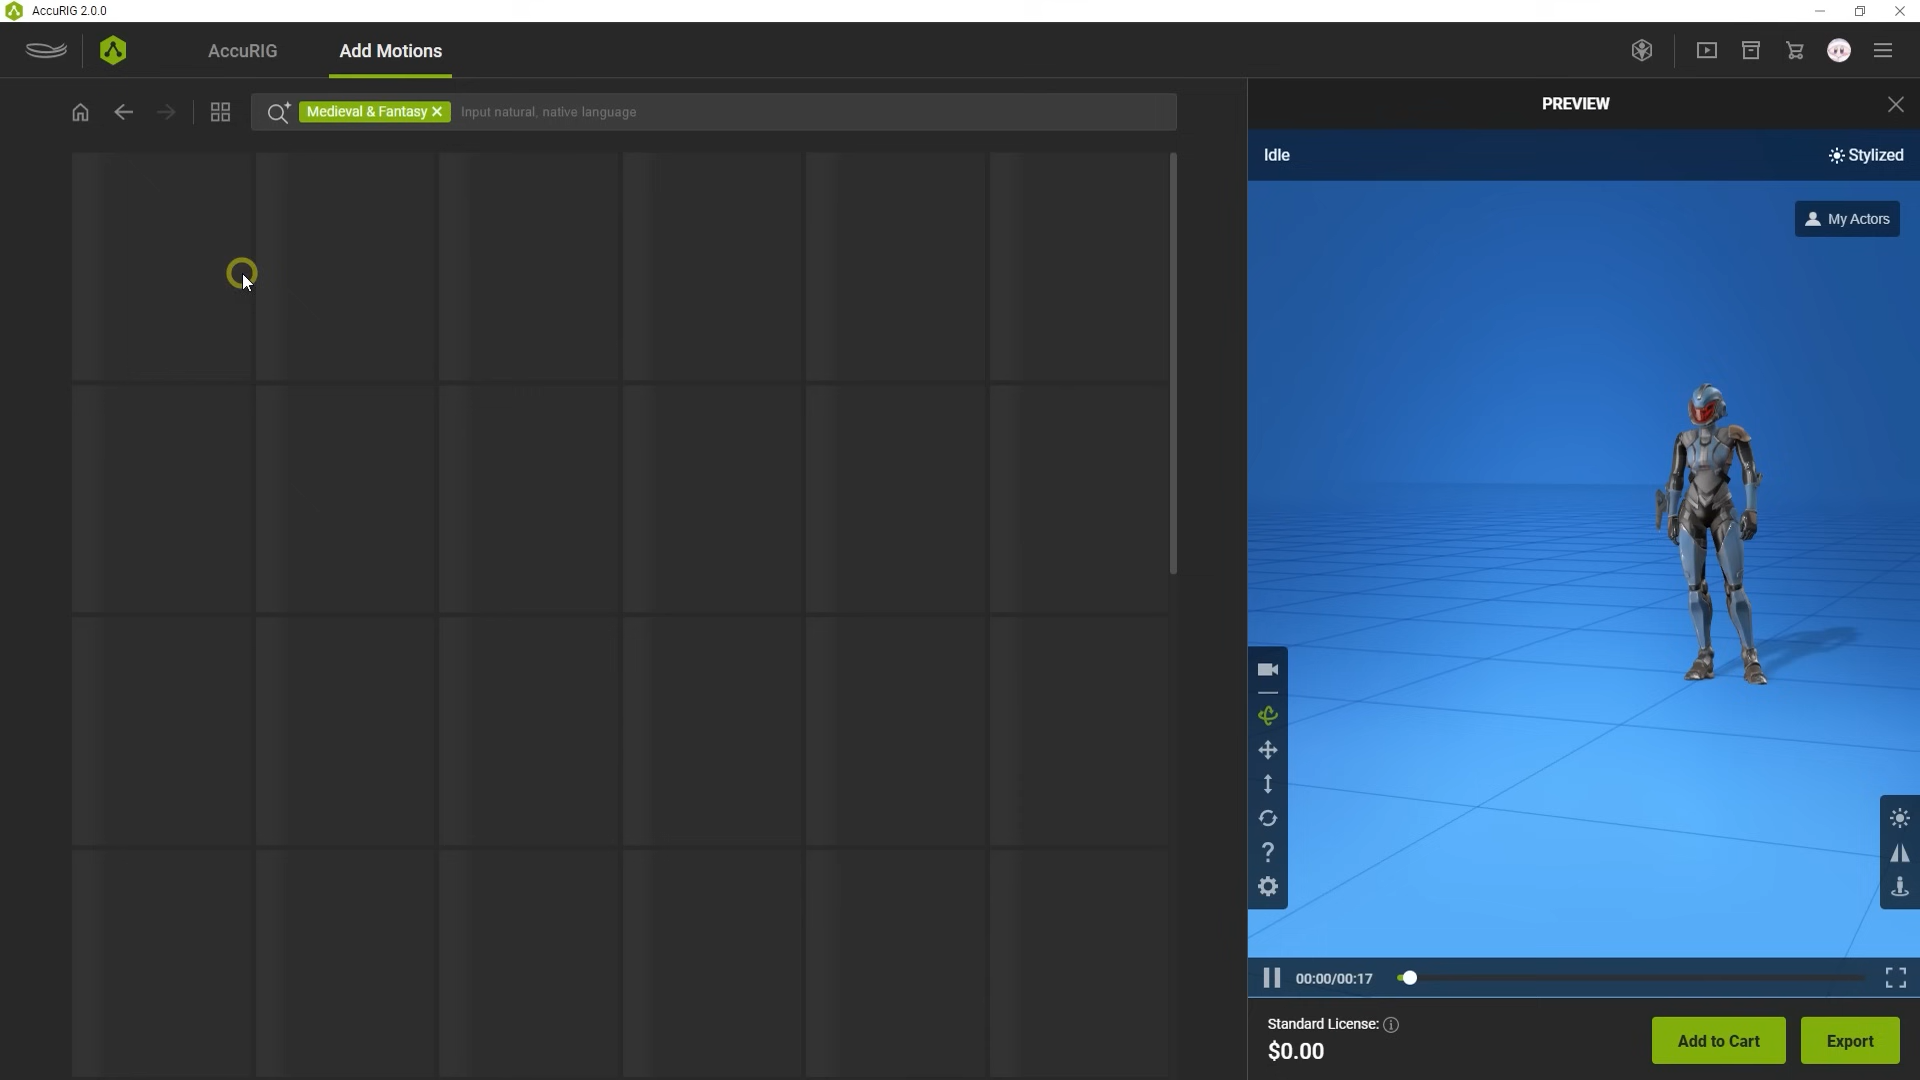 AccuRIG 2.0.0
AccuRIG
Add Motions
Medieval & Fantasy
Input natural, native language
PREVIEW
Idle
Stylized
My Actors
00:00/00:17
Standard License:
$0.00
Add to Cart
Export